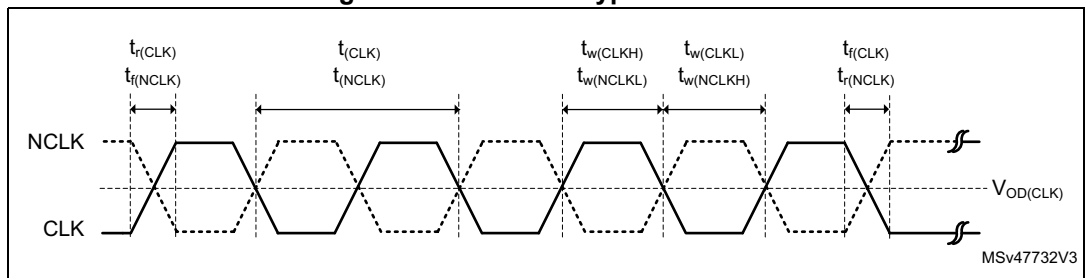 t_r(CLK) t_(CLK) t_w(CLKH) t_w(CLKL) t_f(CLK)
t_f(NCLK) t_(NCLK) t_w(NCLKL) t_w(NCLKH) t_r(NCLK)
NCLK
V_OD(CLK)
CLK
MSv47732V3